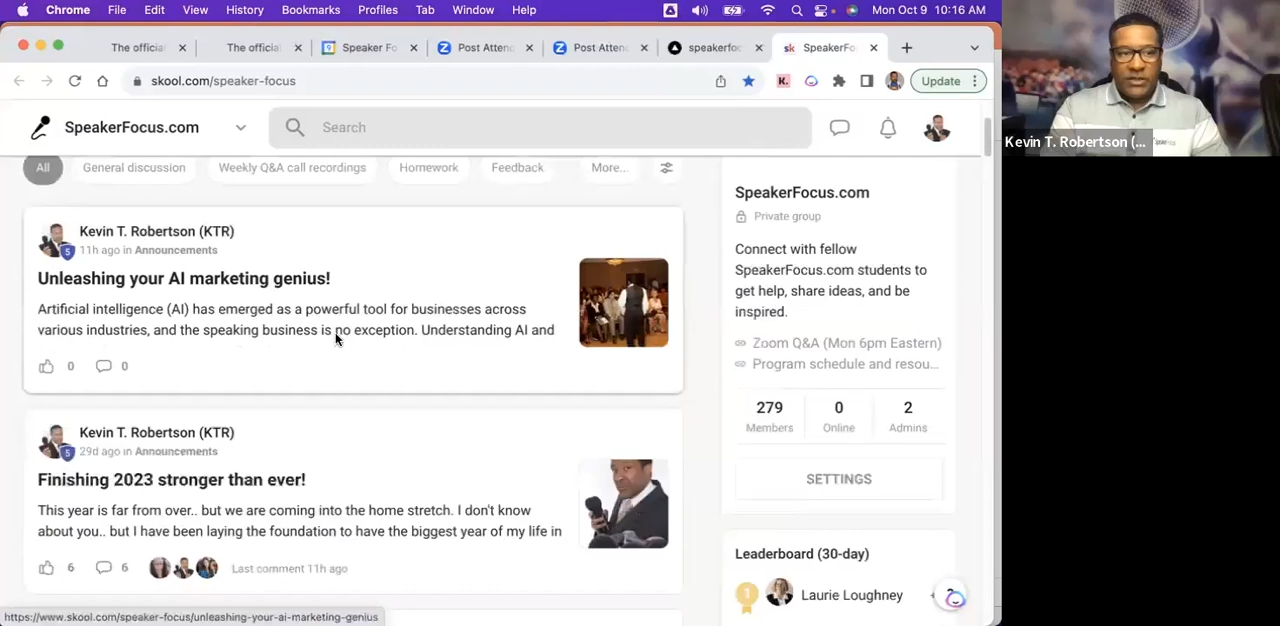 Chrome File Edit View History Bookmarks Profiles Tab Window Help Mon Oct 9 10:16 AM
The official Speaker Fo Post Atten Post Atten speakerfo sk SpeakerFo
skool.com/speaker-focus K. Update
SpeakerFocus.com Search
All General discussion Weekly Q&A call recordings Homework Feedback More...
Kevin T. Robertson (KTR)
5 11h ago in Announcements
Unleashing your AI marketing genius!
Artificial intelligence (AI) has emerged as a powerful tool for businesses across
various industries, and the speaking business is no exception. Understanding AI and
0 0
Kevin T. Robertson (KTR)
5 29d ago in Announcements
Finishing 2023 stronger than ever!
This year is far from over.. but we are coming into the home stretch. I don't know
about you.. but I have been laying the foundation to have the biggest year of my life in
6 6 Last comment 11h ago
https://www.skool.com/speaker-focus/unleashing-your-ai-marketing-genius
SpeakerFocus.com
Private group
Connect with fellow
SpeakerFocus.com students to
get help, share ideas, and be
inspired.
Zoom Q&A (Mon 6pm Eastern)
Program schedule and resou...
279 0 2
Members Online Admins
SETTINGS
Leaderboard (30-day)
1 Laurie Loughney
Kevin T. Robertson (...